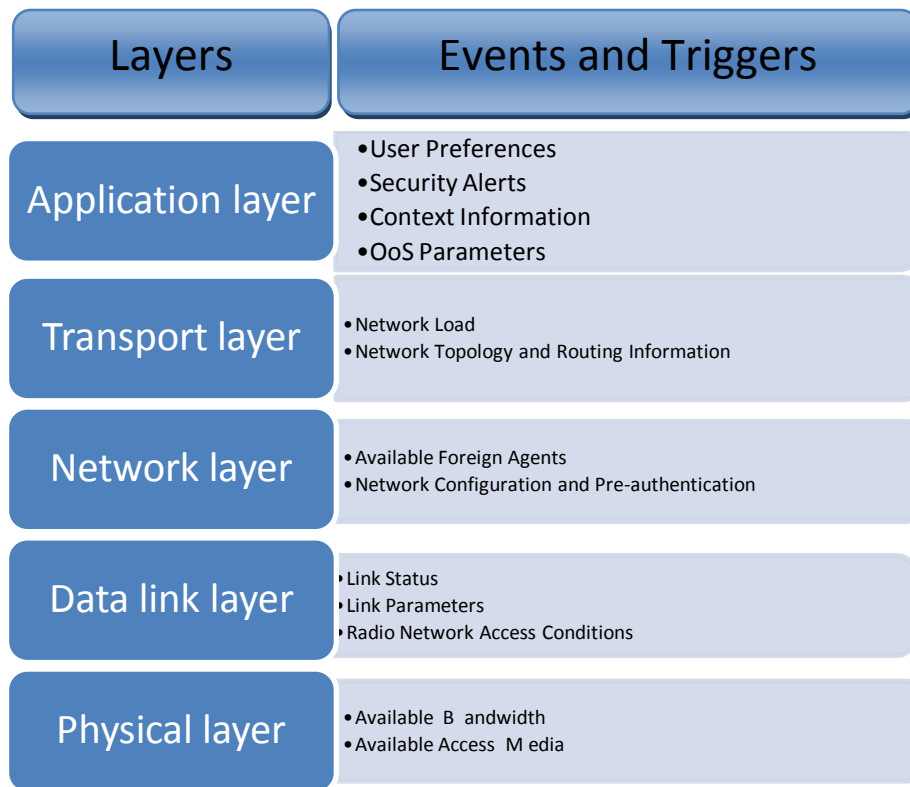 Layers
Events and Triggers
Application layer
•User Preferences
•Security Alerts
•Context Information
•OoS Parameters
Transport layer
•Network Load
•Network Topology and Routing Information
Network layer
•Available Foreign Agents
•Network Configuration and Pre-authentication
Data link layer
•Link Status
•Link Parameters
•Radio Network Access Conditions
Physical layer
•Available B andwidth
•Available Access M edia